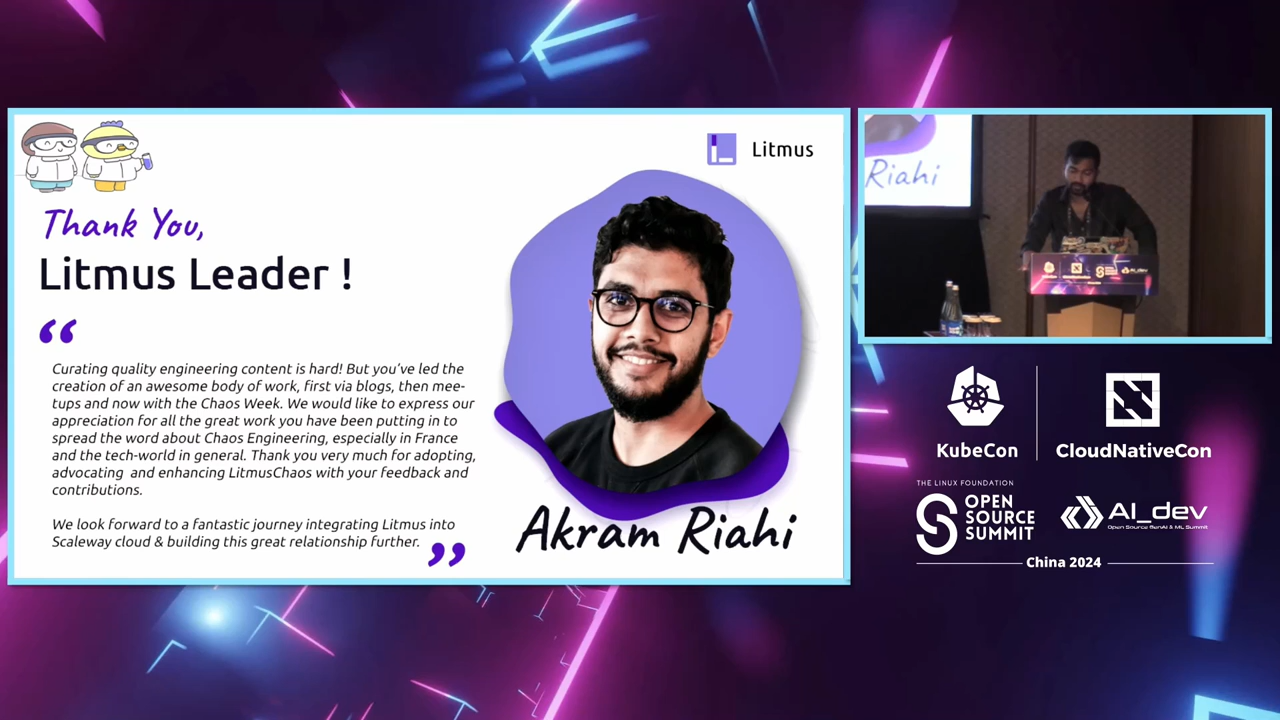 Litmus
Thank You,
Litmus Leader !
“
Curating quality engineering content is hard! But you’ve led the
creation of an awesome body of work, first via blogs, then mee-
tups and now with the Chaos Week. We would like to express our
appreciation for all the great work you have been putting in to
spread the word about Chaos Engineering, especially in France
and the tech-world in general. Thank you very much for adopting,
advocating and enhancing LitmusChaos with your feedback and
contributions.
We look forward to a fantastic journey integrating Litmus into
Scaleway cloud & building this great relationship further.
”
Akram Riahi
Riahi
AI_dev
KubeCon
CloudNativeCon
THE LINUX FOUNDATION
OPEN
SOURCE
SUMMIT
AI_dev
Open Source GenAI & ML Summit
China 2024